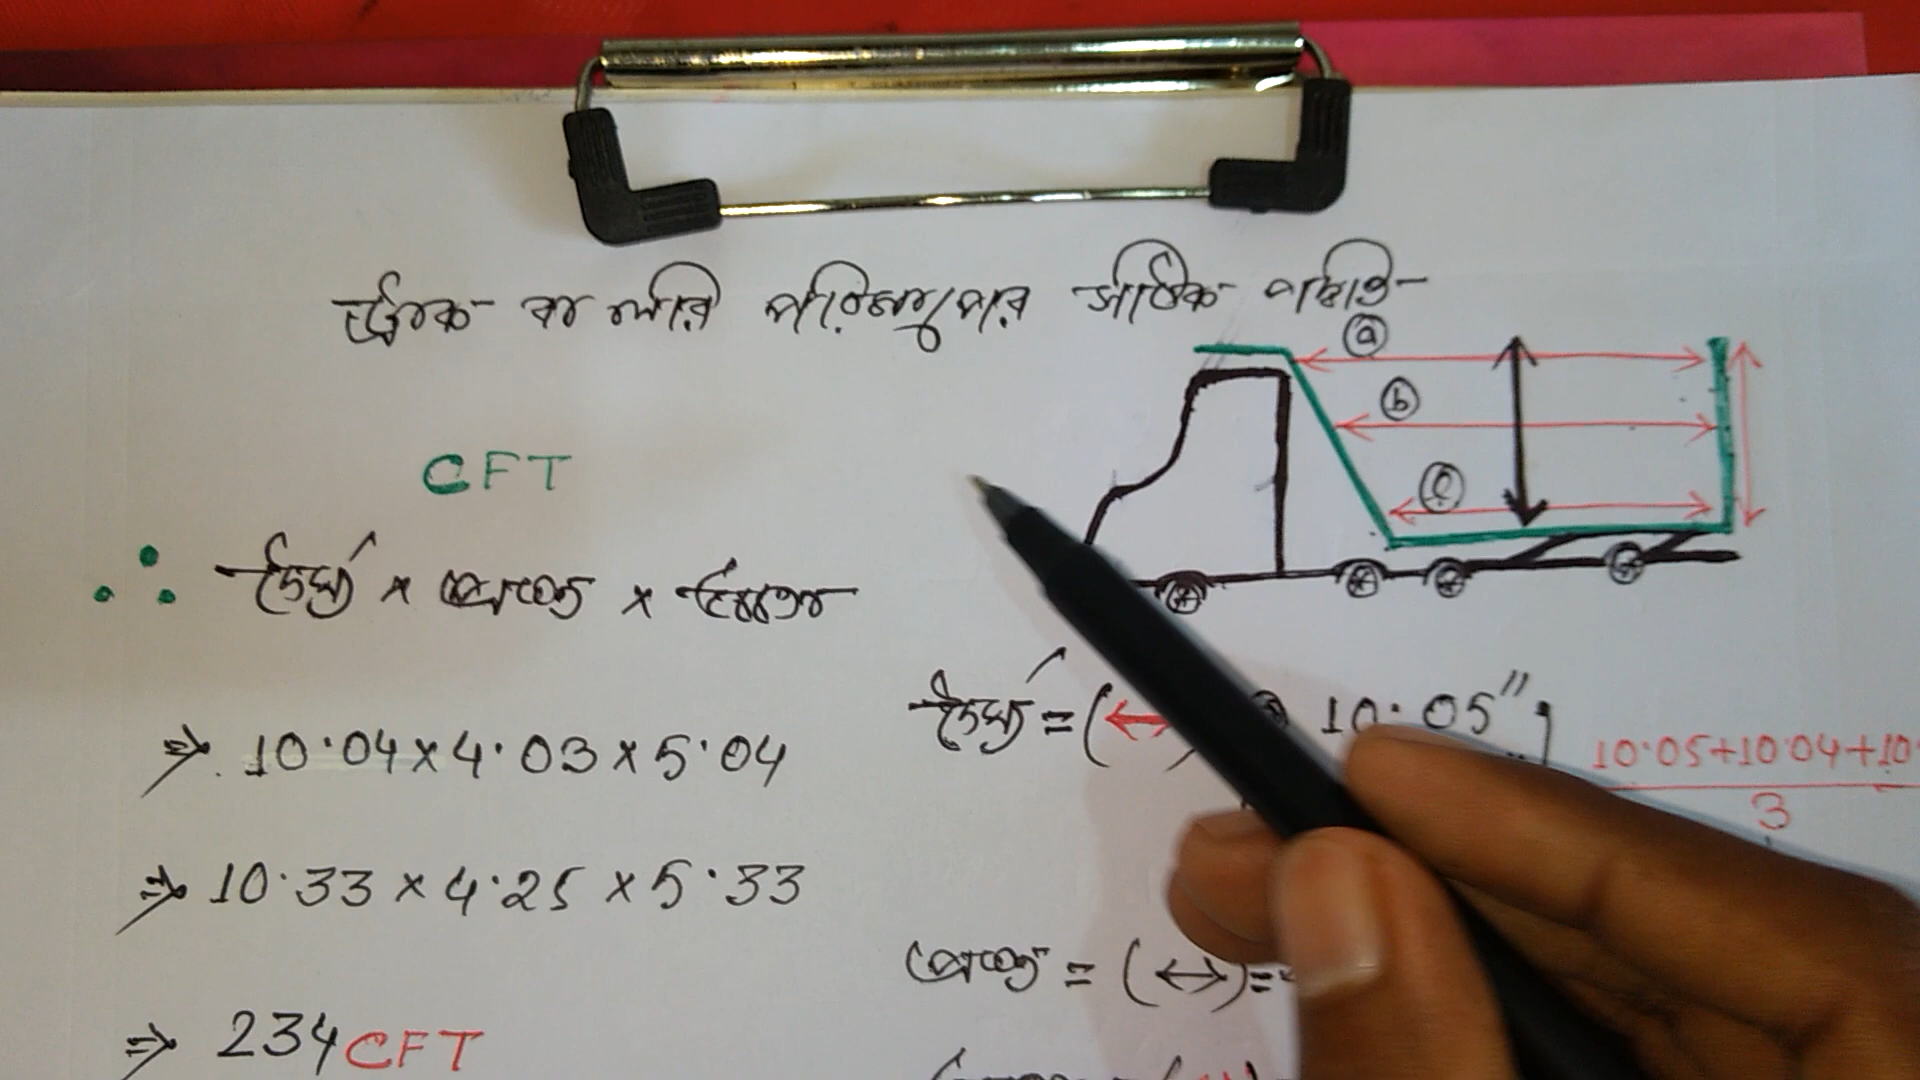 ট্রাক বা লরি পরিমাপের সঠিক পদ্ধতি
ⓐ
ⓑ
ⓒ
CFT
∴ দৈর্ঘ্য × প্রস্থ × উচ্চতা
⇒ 10.04 x 4.03 x 5.04
⇒ 10.33 x 4.25 x 5.33
⇒ 234 CFT
দৈর্ঘ্য = (↔) 10.05"
10.05+10.04+10
3
প্রস্থ = (↔)=